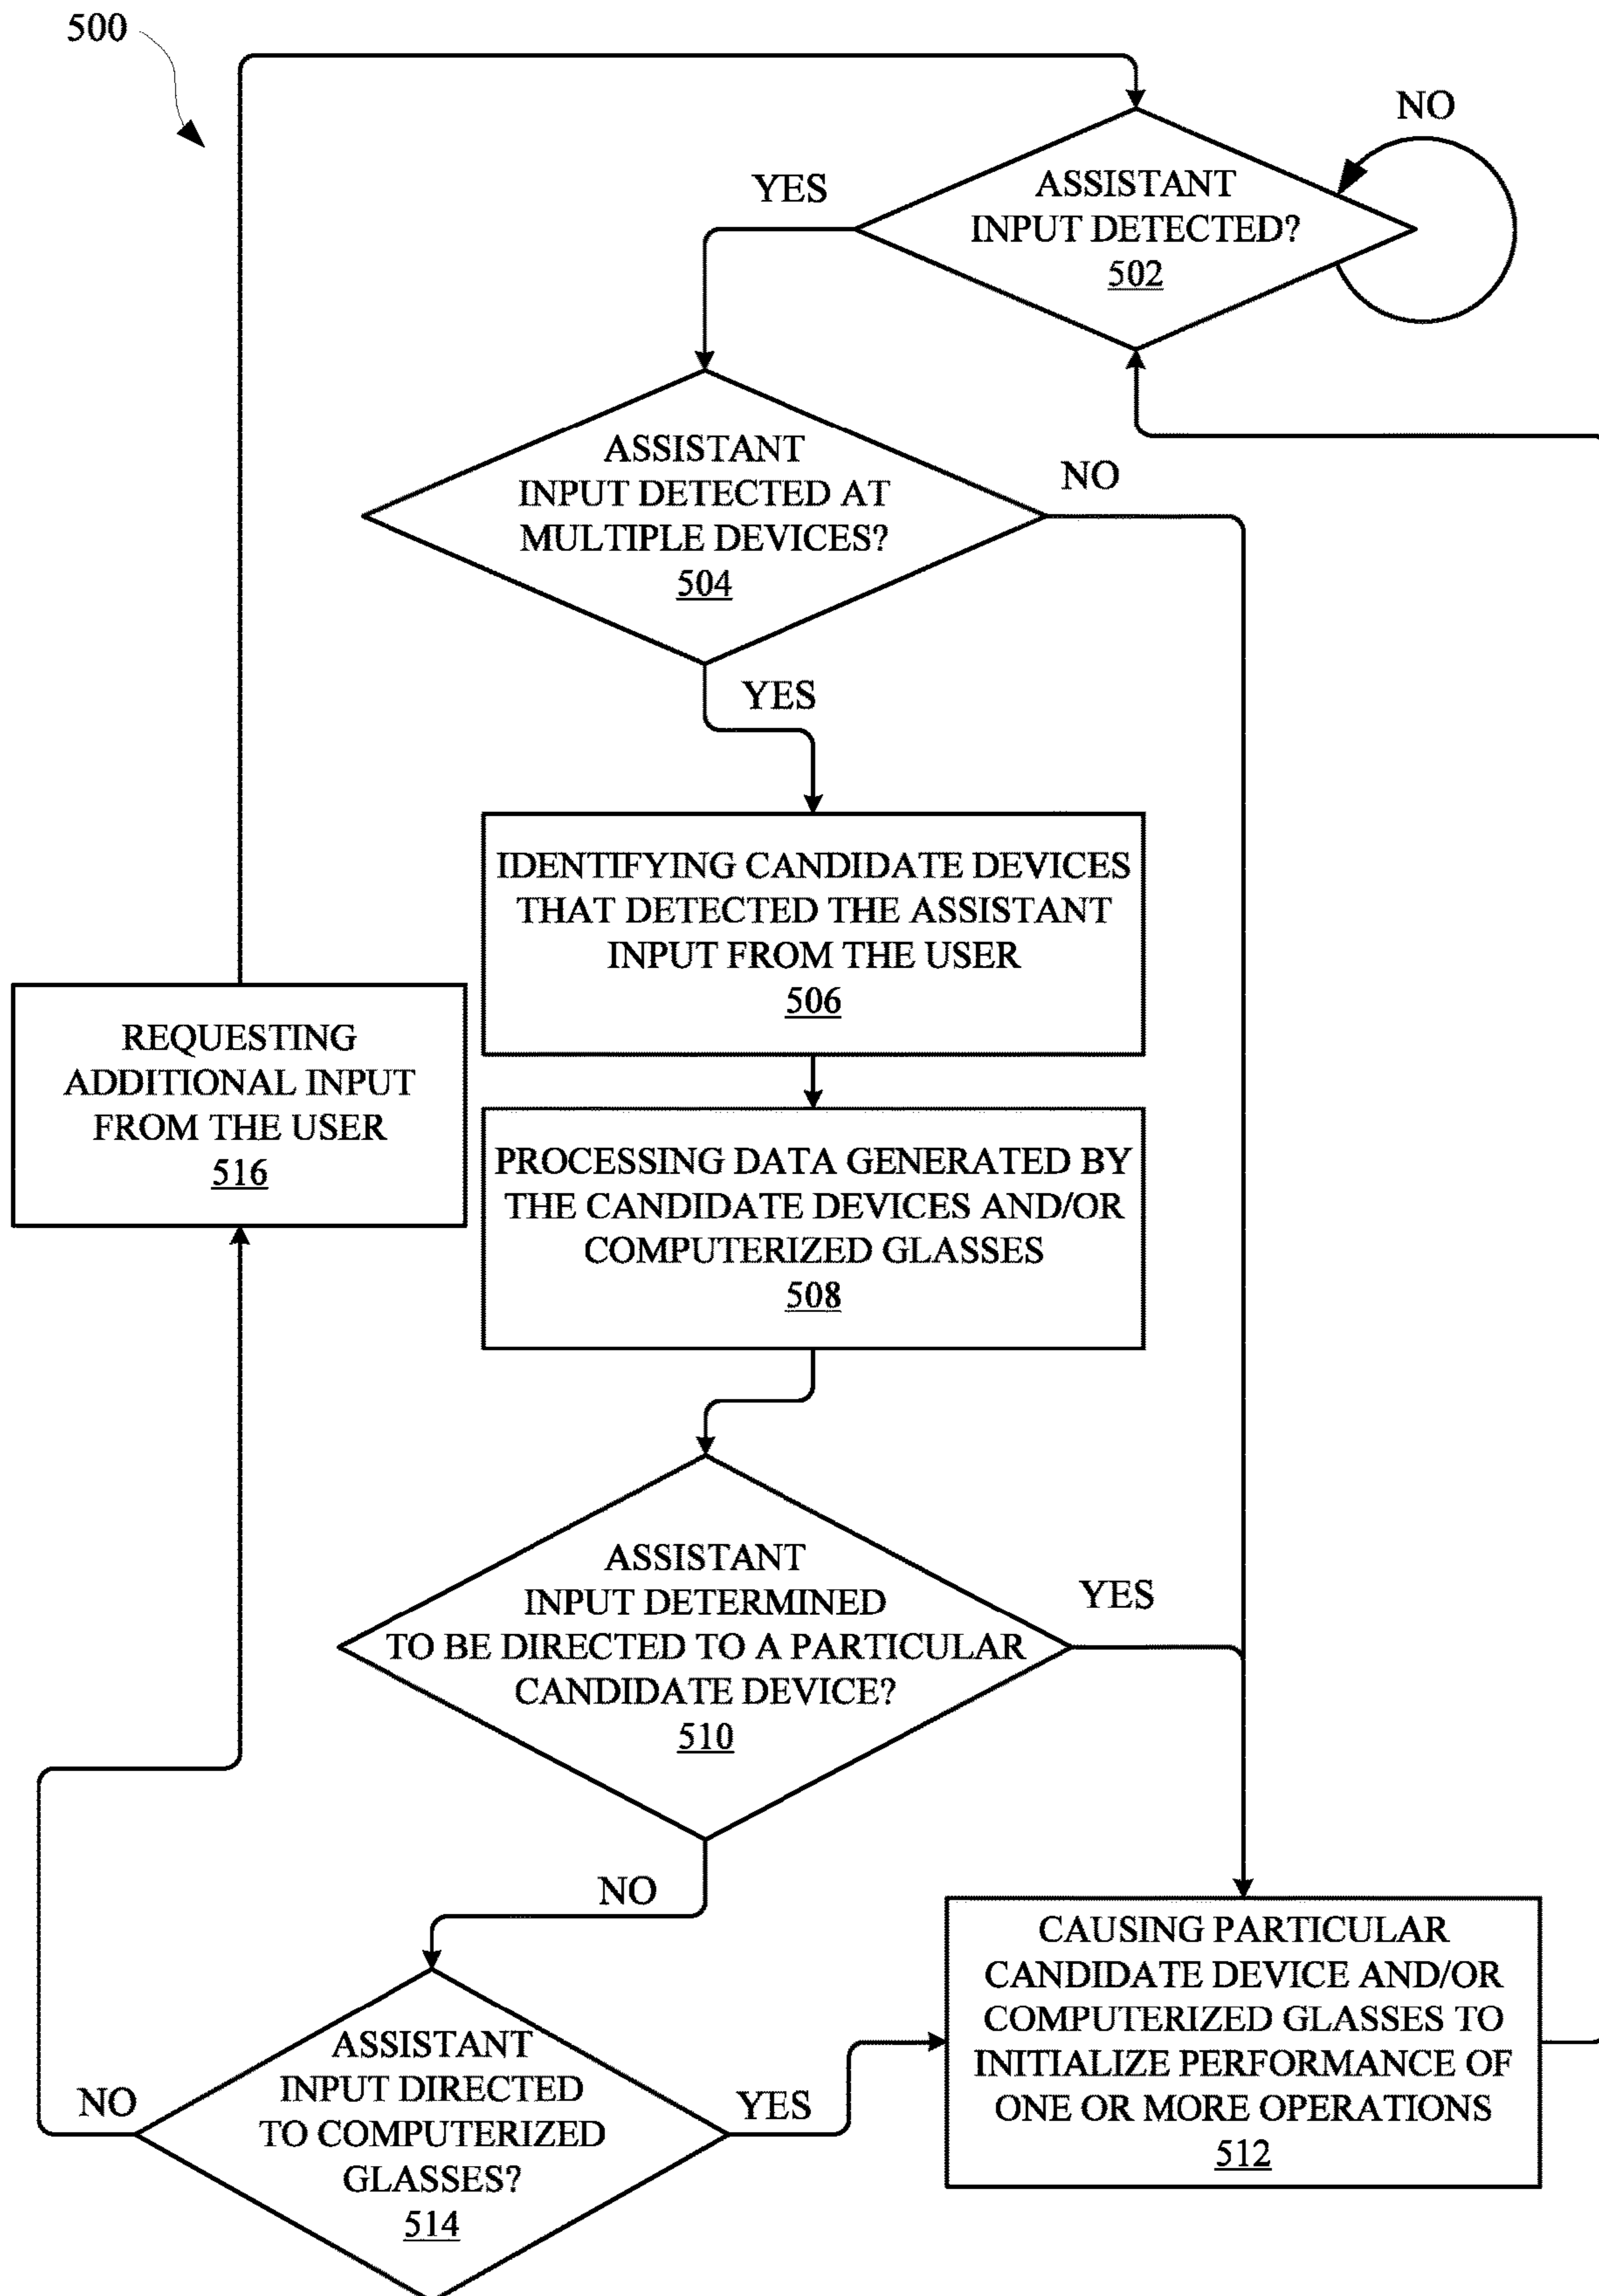 500
NO
YES
ASSISTANT
INPUT DETECTED?
502
ASSISTANT
INPUT DETECTED AT
MULTIPLE DEVICES?
504
NO
YES
IDENTIFYING CANDIDATE DEVICES
THAT DETECTED THE ASSISTANT
INPUT FROM THE USER
506
REQUESTING
ADDITIONAL INPUT
FROM THE USER
516
PROCESSING DATA GENERATED BY
THE CANDIDATE DEVICES AND/OR
COMPUTERIZED GLASSES
508
ASSISTANT
INPUT DETERMINED
TO BE DIRECTED TO A PARTICULAR
CANDIDATE DEVICE?
510
YES
NO
CAUSING PARTICULAR
CANDIDATE DEVICE AND/OR
COMPUTERIZED GLASSES TO
INITIALIZE PERFORMANCE OF
ONE OR MORE OPERATIONS
512
ASSISTANT
INPUT DIRECTED
TO COMPUTERIZED
GLASSES?
514
NO
YES